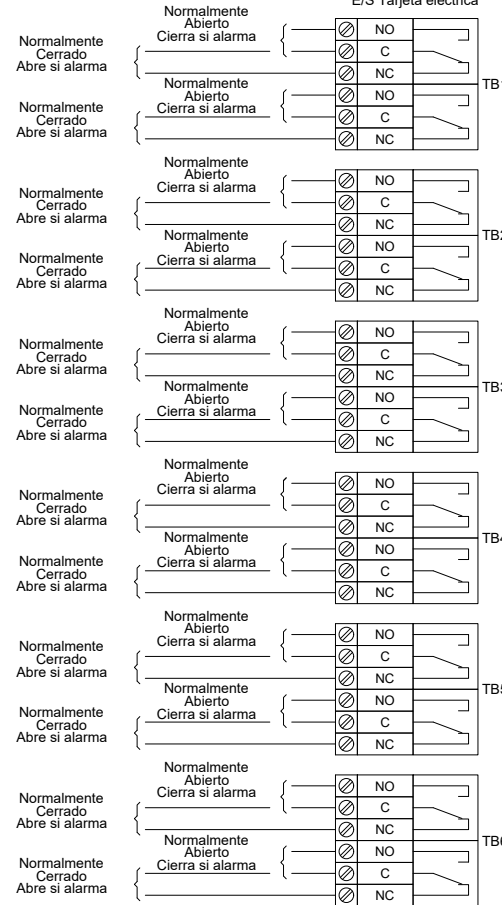 E/S Tarjeta eléctrica
Normalmente
Abierto
Cierra si alarma
Normalmente
Cerrado
Abre si alarma
NO
C
NC
Normalmente
Abierto
Cierra si alarma
Normalmente
Cerrado
Abre si alarma
NO
C
NC
TB1
Normalmente
Abierto
Cierra si alarma
Normalmente
Cerrado
Abre si alarma
NO
C
NC
Normalmente
Abierto
Cierra si alarma
Normalmente
Cerrado
Abre si alarma
NO
C
NC
TB2
Normalmente
Abierto
Cierra si alarma
Normalmente
Cerrado
Abre si alarma
NO
C
NC
Normalmente
Abierto
Cierra si alarma
Normalmente
Cerrado
Abre si alarma
NO
C
NC
TB3
Normalmente
Abierto
Cierra si alarma
Normalmente
Cerrado
Abre si alarma
NO
C
NC
Normalmente
Abierto
Cierra si alarma
Normalmente
Cerrado
Abre si alarma
NO
C
NC
TB4
Normalmente
Abierto
Cierra si alarma
Normalmente
Cerrado
Abre si alarma
NO
C
NC
Normalmente
Abierto
Cierra si alarma
Normalmente
Cerrado
Abre si alarma
NO
C
NC
TB5
Normalmente
Abierto
Cierra si alarma
Normalmente
Cerrado
Abre si alarma
NO
C
NC
Normalmente
Abierto
Cierra si alarma
Normalmente
Cerrado
Abre si alarma
NO
C
NC
TB6